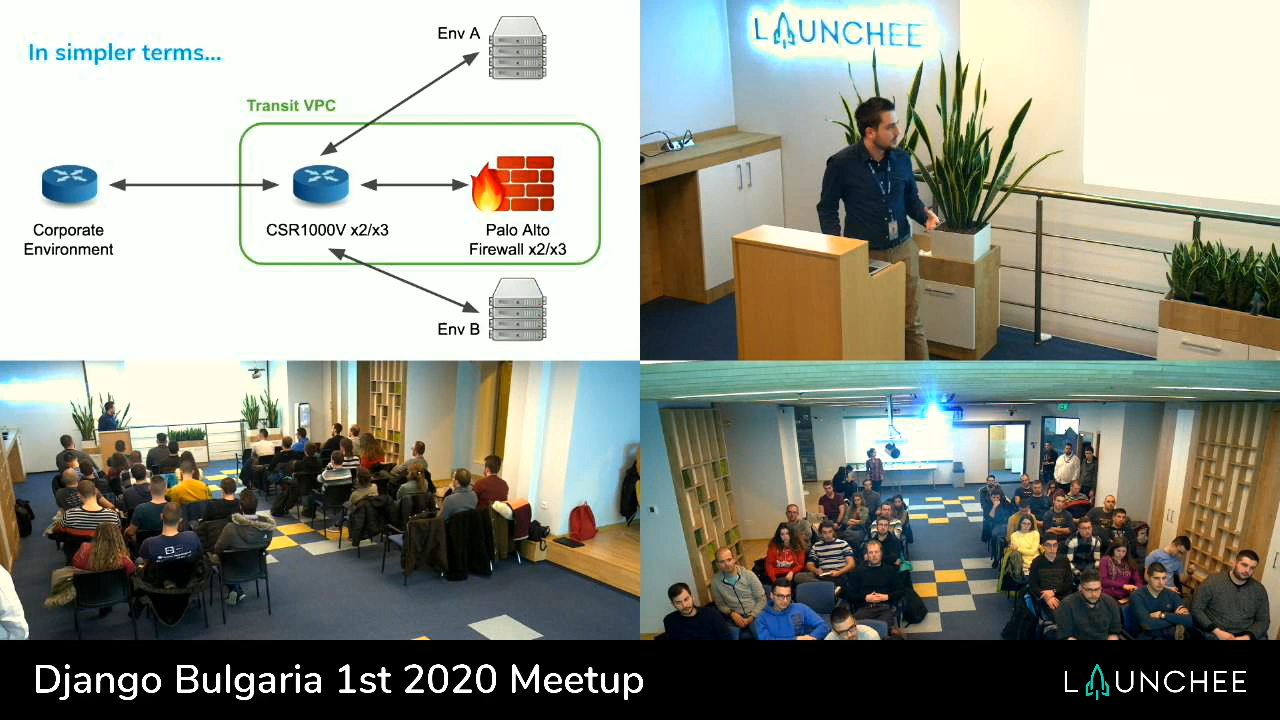 In simpler terms...
Env A
Transit VPC
Corporate
Environment
CSR1000V x2/x3
Palo Alto
Firewall x2/x3
Env B
LAUNCHEE
Django Bulgaria 1st 2020 Meetup
LAUNCHEE